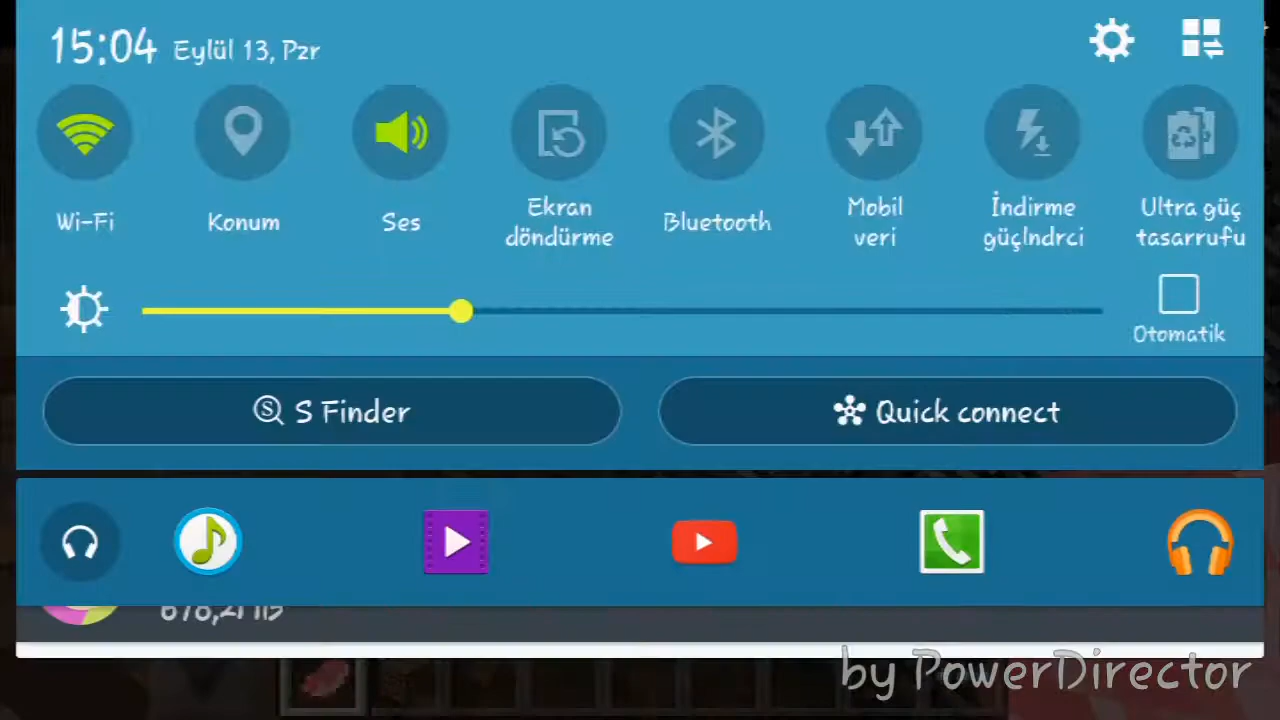 15:04 Eylül 13, Pzr
Wi-Fi
Konum
Ses
Ekran
döndürme
Bluetooth
Mobil
veri
İndirme
güçlndrci
Ultra güç
tasarrufu
Otomatik
S Finder
Quick connect
by PowerDirector